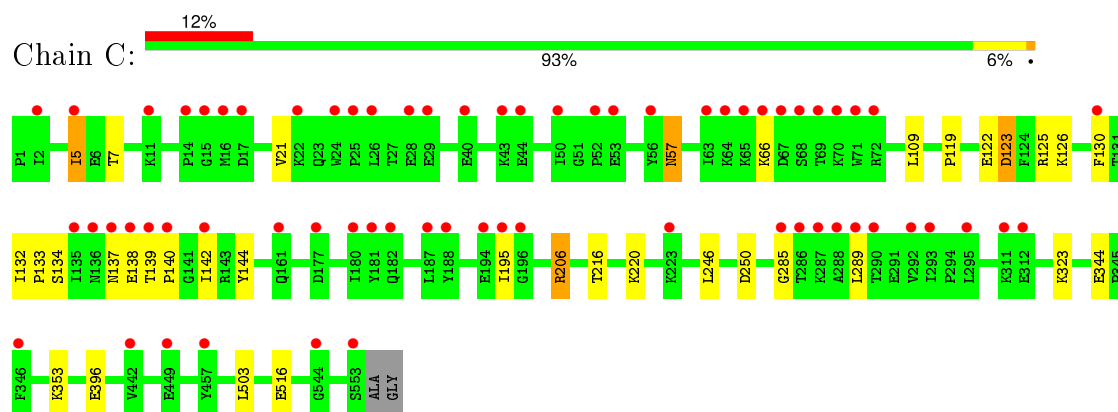 12%
Chain C:
93% 6% •
P1 I2 I5 E6 T7 K11 P14 G15 M16 D17 V21 K22 Q23 W24 P25 L26 T27 E28 E29 E40 K43 E44 I50 Q51 P52 E53 Y56 N57 I63 K64 K65 K66 D67 S68 T69 K70 W71 R72 L109 P119 E122 D123 F124 R125 K126 F130 T131
I132 P133 S134 I135 N136 N137 E138 T139 P140 G141 I142 R143 Y144 Q161 D177 I180 Y181 Q182 L187 Y188 E194 I195 G196 R206 T216 K220 K223 L246 D250 G285 T286 K287 A288 L289 T290 E291 V292 I293 P294 L295 K311 E312 K323 E344 P345
F346 K353 E396 V442 E449 Y457 L503 E516 G544 S553 ALA GLY